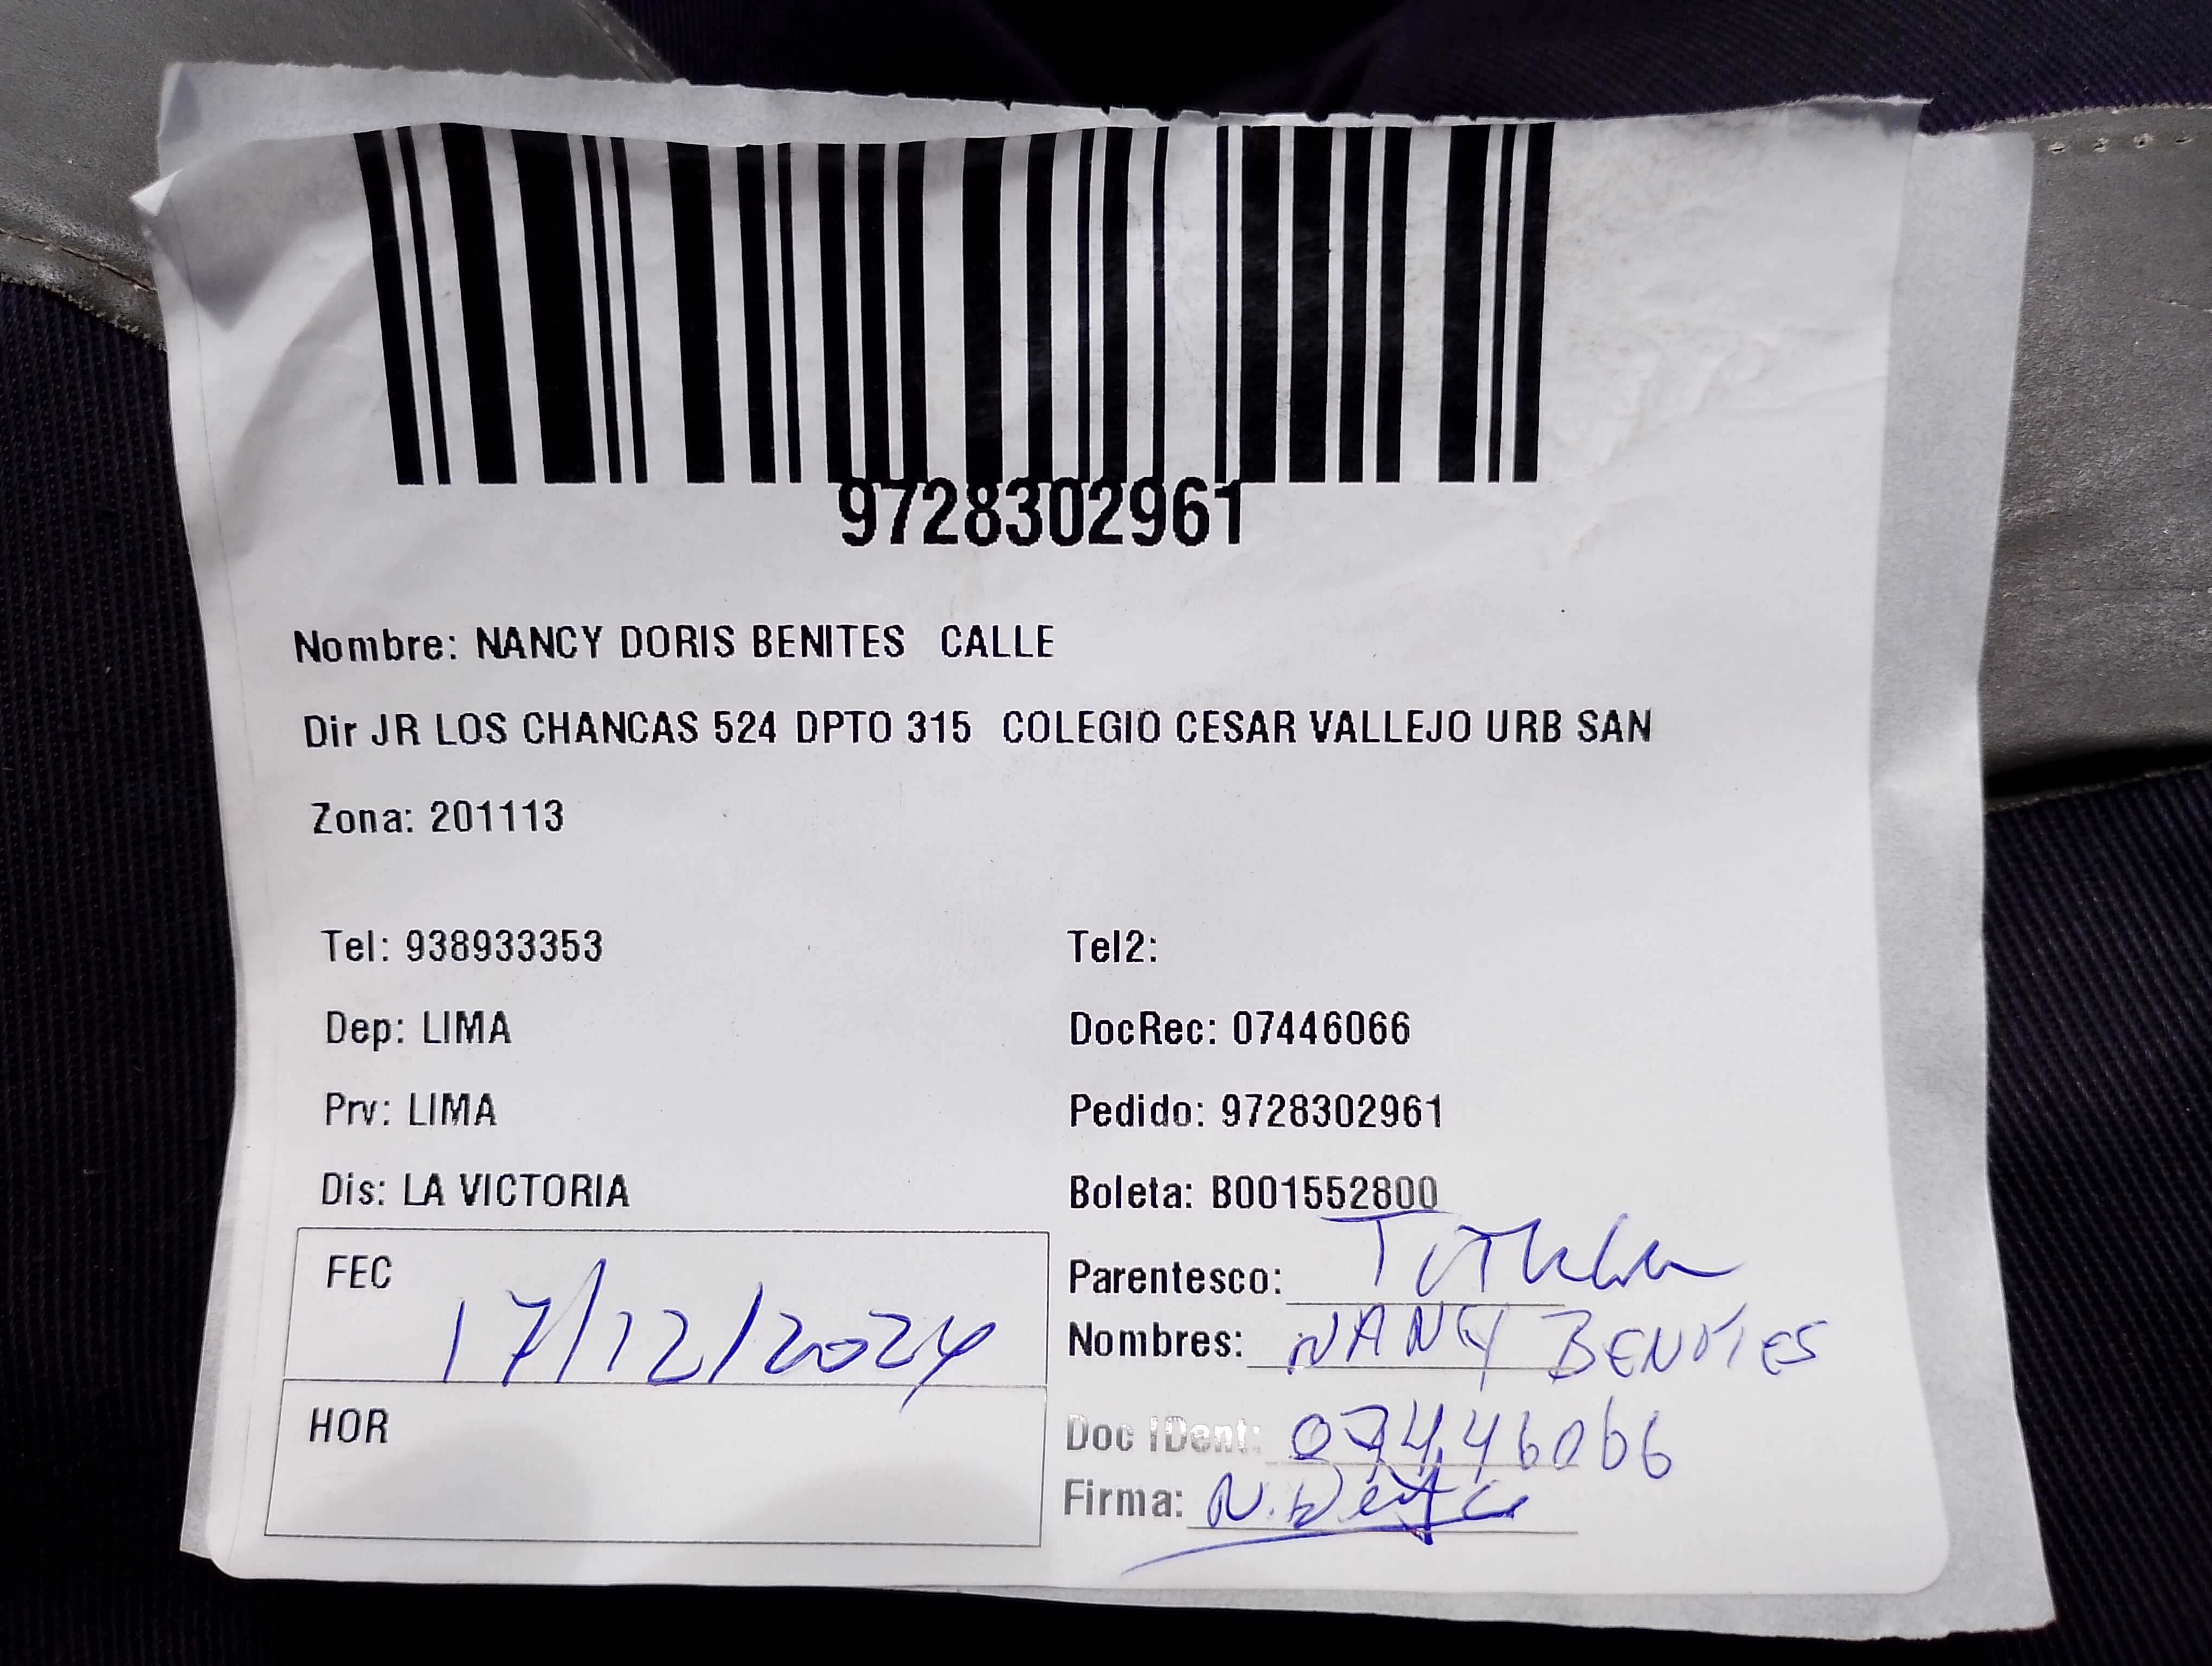 9728302961
Nombre: NANCY DORIS BENITES CALLE
Dir JR LOS CHANCAS 524 DPTO 315 COLEGIO CESAR VALLEJO URB SAN
Zona: 201113
Tel: 938933353
Tel2:
Dep: LIMA
DocRec: 07446066
Prv: LIMA
Pedido: 9728302961
Dis: LA VICTORIA
Boleta: B001552800
FEC 17/12/2024
Parentesco:
Nombres: NANCY BENITES
HOR
Doc IDent: 07446066
Firma: